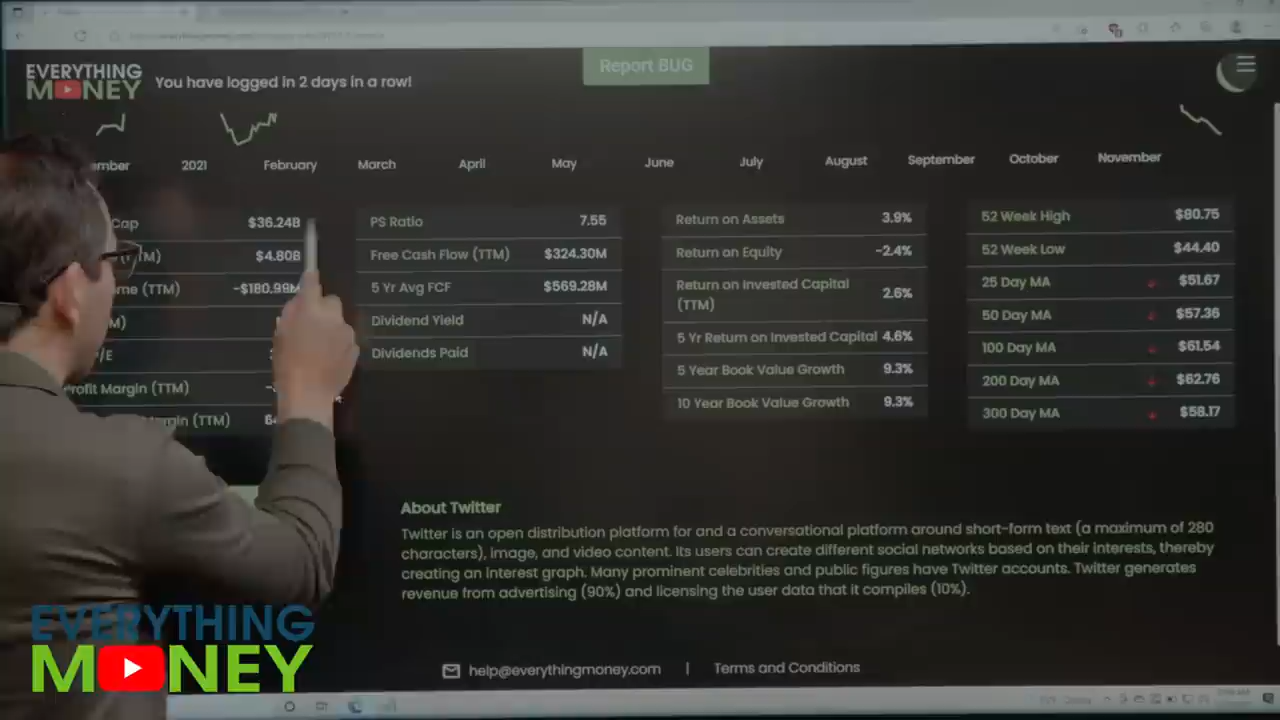 EVERYTHING
MONEY
You have logged in 2 days in a row!
Report BUG
2021
February
March
April
May
June
July
August
September
October
November
Cap $36.24B
$4.80B
(TTM) -$180.99M
P/E
Profit Margin (TTM)
Margin (TTM)
PS Ratio 7.55
Free Cash Flow (TTM) $324.30M
5 Yr Avg FCF $569.28M
Dividend Yield N/A
Dividends Paid N/A
Return on Assets 3.9%
Return on Equity -2.4%
Return on Invested Capital
(TTM) 2.6%
5 Yr Return on Invested Capital 4.6%
5 Year Book Value Growth 9.3%
10 Year Book Value Growth 9.3%
52 Week High $80.75
52 Week Low $44.40
25 Day MA $51.67
50 Day MA $57.36
100 Day MA $61.54
200 Day MA $62.76
300 Day MA $58.17
About Twitter
Twitter is an open distribution platform for and a conversational platform around short-form text (a maximum of 280
characters), image, and video content. Its users can create different social networks based on their interests, thereby
creating an interest graph. Many prominent celebrities and public figures have Twitter accounts. Twitter generates
revenue from advertising (90%) and licensing the user data that it compiles (10%).
help@everythingmoney.com | Terms and Conditions
EVERYTHING
MONEY